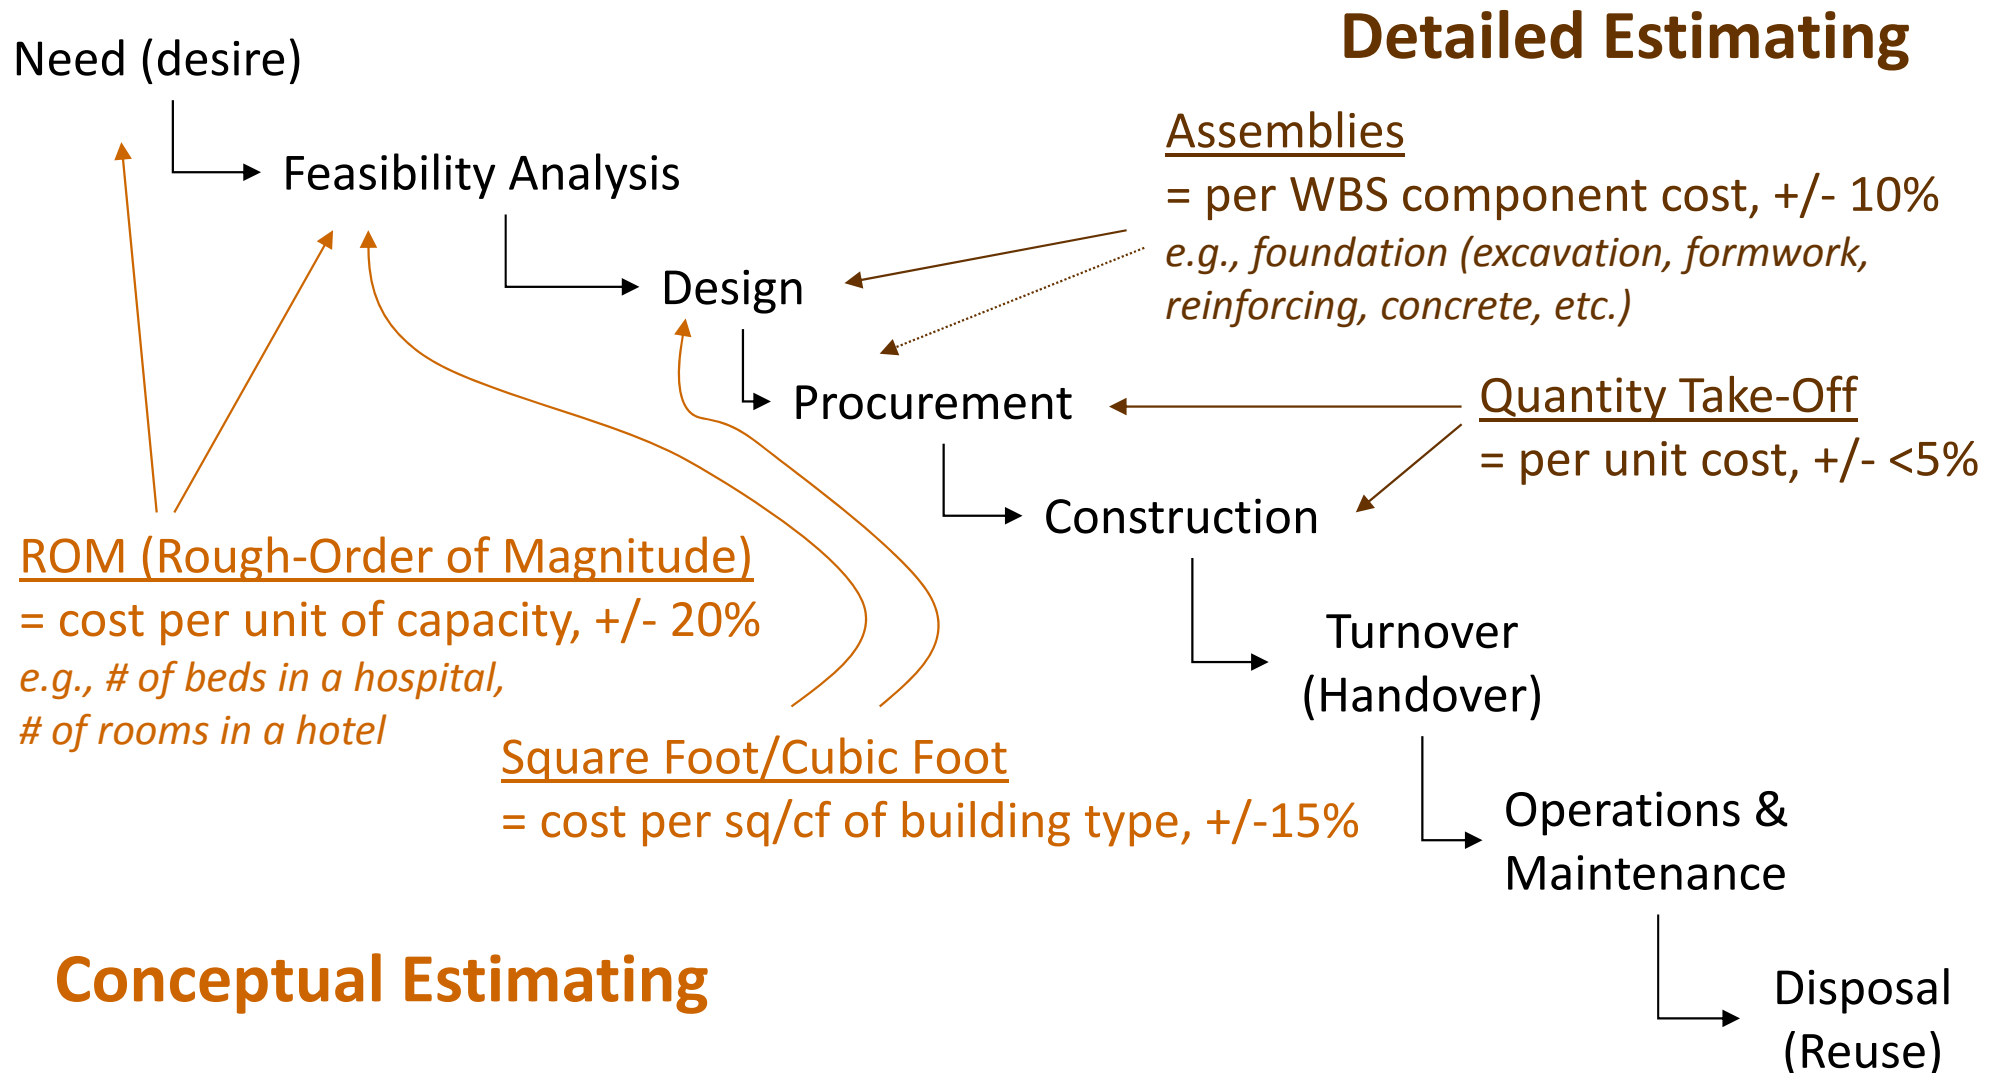 Detailed Estimating
Need (desire)
Feasibility Analysis
Design
Procurement
Construction
Turnover
(Handover)
Operations &
Maintenance
Disposal
(Reuse)
Assemblies
= per WBS component cost, +/- 10%
e.g., foundation (excavation, formwork,
reinforcing, concrete, etc.)
Quantity Take-Off
= per unit cost, +/- <5%
ROM (Rough-Order of Magnitude)
= cost per unit of capacity, +/- 20%
e.g., # of beds in a hospital,
# of rooms in a hotel
Square Foot/Cubic Foot
= cost per sq/cf of building type, +/-15%
Conceptual Estimating